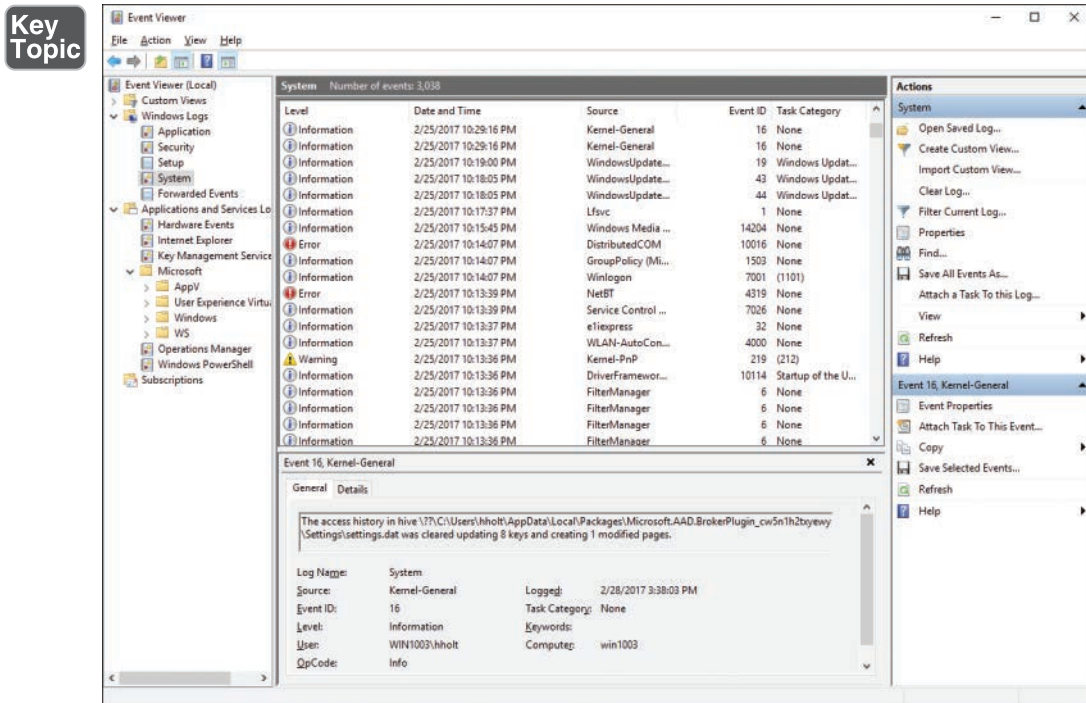 Key
Topic
Event Viewer
File Action View Help
Event Viewer (Local)
Custom Views
Windows Logs
Application
Security
Setup
System
Forwarded Events
Applications and Services Lo
Hardware Events
Internet Explorer
Key Management Service
Microsoft
AppV
User Experience Virtua
Windows
WS
Operations Manager
Windows PowerShell
Subscriptions
System Number of events: 3,038
Level Date and Time Source Event ID Task Category
Information 2/25/2017 10:29:16 PM Kernel-General 16 None
Information 2/25/2017 10:29:16 PM Kernel-General 16 None
Information 2/25/2017 10:19:00 PM WindowsUpdate... 19 Windows Updat...
Information 2/25/2017 10:18:05 PM WindowsUpdate... 43 Windows Updat...
Information 2/25/2017 10:18:05 PM WindowsUpdate... 44 Windows Updat...
Information 2/25/2017 10:17:37 PM Lfsvc 1 None
Information 2/25/2017 10:15:45 PM Windows Media ... 14204 None
Error 2/25/2017 10:14:07 PM DistributedCOM 10016 None
Information 2/25/2017 10:14:07 PM GroupPolicy (Mi... 1503 None
Information 2/25/2017 10:14:07 PM Winlogon 7001 (1101)
Error 2/25/2017 10:13:39 PM NetBT 4319 None
Information 2/25/2017 10:13:39 PM Service Control ... 7026 None
Information 2/25/2017 10:13:37 PM e1iexpress 32 None
Information 2/25/2017 10:13:37 PM WLAN-AutoCon... 4000 None
Warning 2/25/2017 10:13:36 PM Kernel-PnP 219 (212)
Information 2/25/2017 10:13:36 PM DriverFramewor... 10114 Startup of the U...
Information 2/25/2017 10:13:36 PM FilterManager 6 None
Information 2/25/2017 10:13:36 PM FilterManager 6 None
Information 2/25/2017 10:13:36 PM FilterManager 6 None
Information 2/25/2017 10:13:36 PM FilterManager 6 None
Event 16, Kernel-General
General Details
The access history in hive \??\C:\Users\hholt\AppData\Local\Packages\Microsoft.AAD.BrokerPlugin_cw5n1h2txyewy
\Settings\settings.dat was cleared updating 8 keys and creating 1 modified pages.
Log Name: System
Source: Kernel-General Logged: 2/28/2017 3:38:03 PM
Event ID: 16 Task Category: None
Level: Information Keywords:
User: WIN1003\hholt Computer: win1003
OpCode: Info
Actions
System
Open Saved Log...
Create Custom View...
Import Custom View...
Clear Log...
Filter Current Log...
Properties
Find...
Save All Events As...
Attach a Task To this Log...
View
Refresh
Help
Event 16, Kernel-General
Event Properties
Attach Task To This Event...
Copy
Save Selected Events...
Refresh
Help